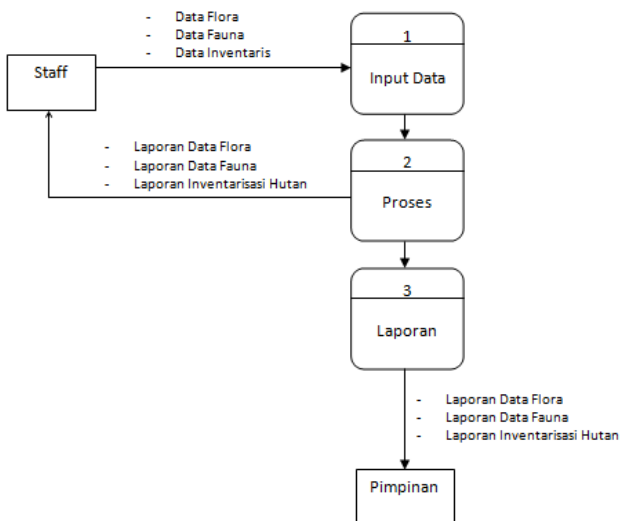 - Data Flora
- Data Fauna
- Data Inventaris
Staff
1
Input Data
- Laporan Data Flora
- Laporan Data Fauna
- Laporan Inventarisasi Hutan
2
Proses
3
Laporan
- Laporan Data Flora
- Laporan Data Fauna
- Laporan Inventarisasi Hutan
Pimpinan